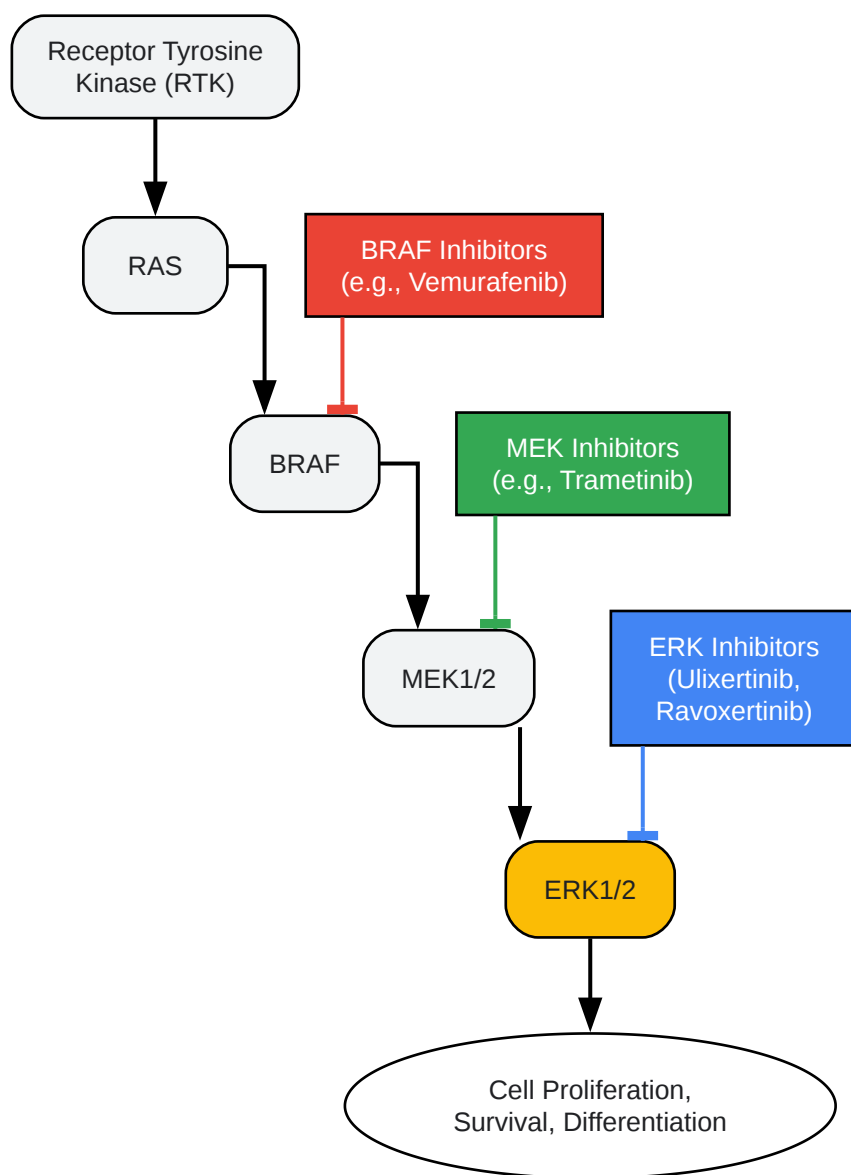 Receptor Tyrosine
Kinase (RTK)
RAS
BRAF Inhibitors
(e.g., Vemurafenib)
BRAF
MEK Inhibitors
(e.g., Trametinib)
MEK1/2
ERK Inhibitors
(Ulixertinib,
Ravoxertinib)
ERK1/2
Cell Proliferation,
Survival, Differentiation